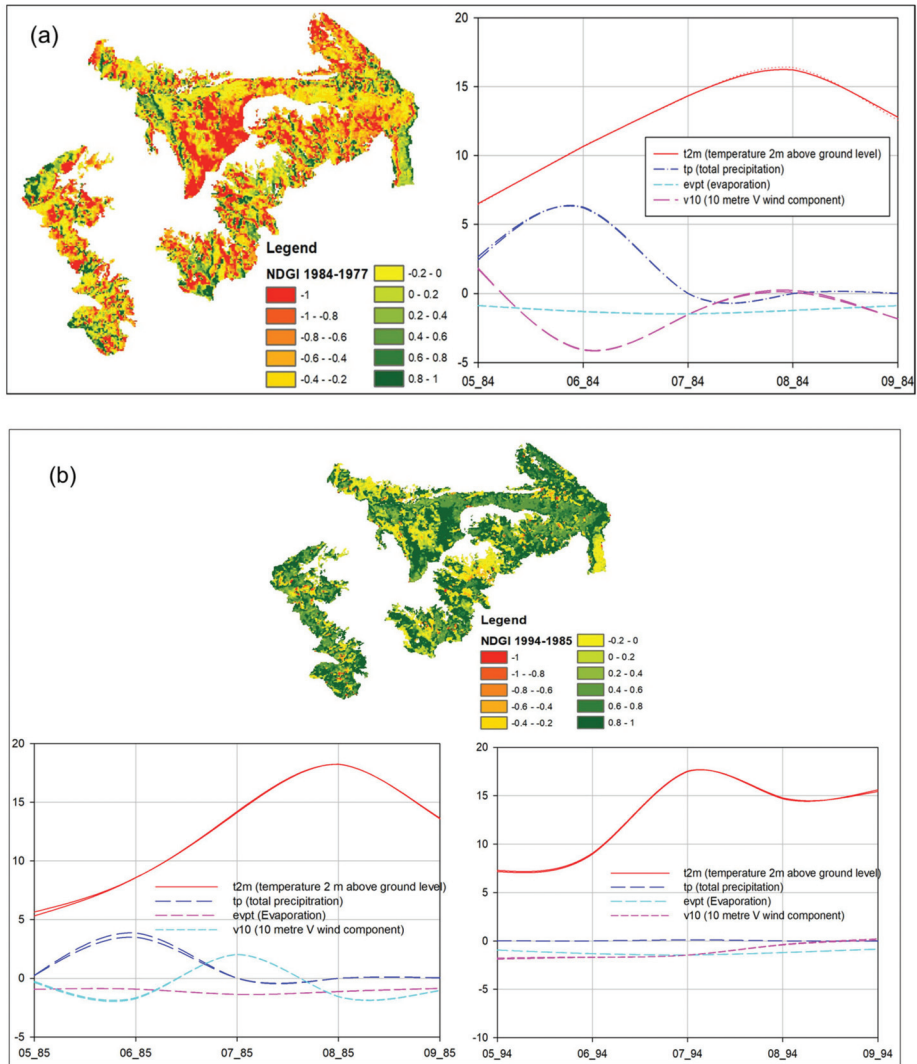 (a)
Legend
NDGI 1984-1977
-1
-1 - -0.8
-0.8 - -0.6
-0.6 - -0.4
-0.4 - -0.2
-0.2 - 0
0 - 0.2
0.2 - 0.4
0.4 - 0.6
0.6 - 0.8
0.8 - 1
20
15
10
5
0
-5
t2m (temperature 2m above ground level)
tp (total precipitation)
evpt (evaporation)
v10 (10 metre V wind component)
05_84
06_84
07_84
08_84
09_84
(b)
Legend
NDGI 1994-1985
-1
-1 - -0.8
-0.8 - -0.6
-0.6 - -0.4
-0.4 - -0.2
-0.2 - 0
0 - 0.2
0.2 - 0.4
0.4 - 0.6
0.6 - 0.8
0.8 - 1
20
15
10
5
0
-5
t2m (temperature 2 m above ground level)
tp (total precipitration)
evpt (Evaporation)
v10 (10 metre V wind component)
05_85
06_85
07_85
08_85
09_85
20
15
10
5
0
-5
-10
t2m (temperature 2m above ground level)
tp (total precipitation)
evpt (Evaporation)
v10 (10 metre V wind component)
05_94
06_94
07_94
08_94
09_94